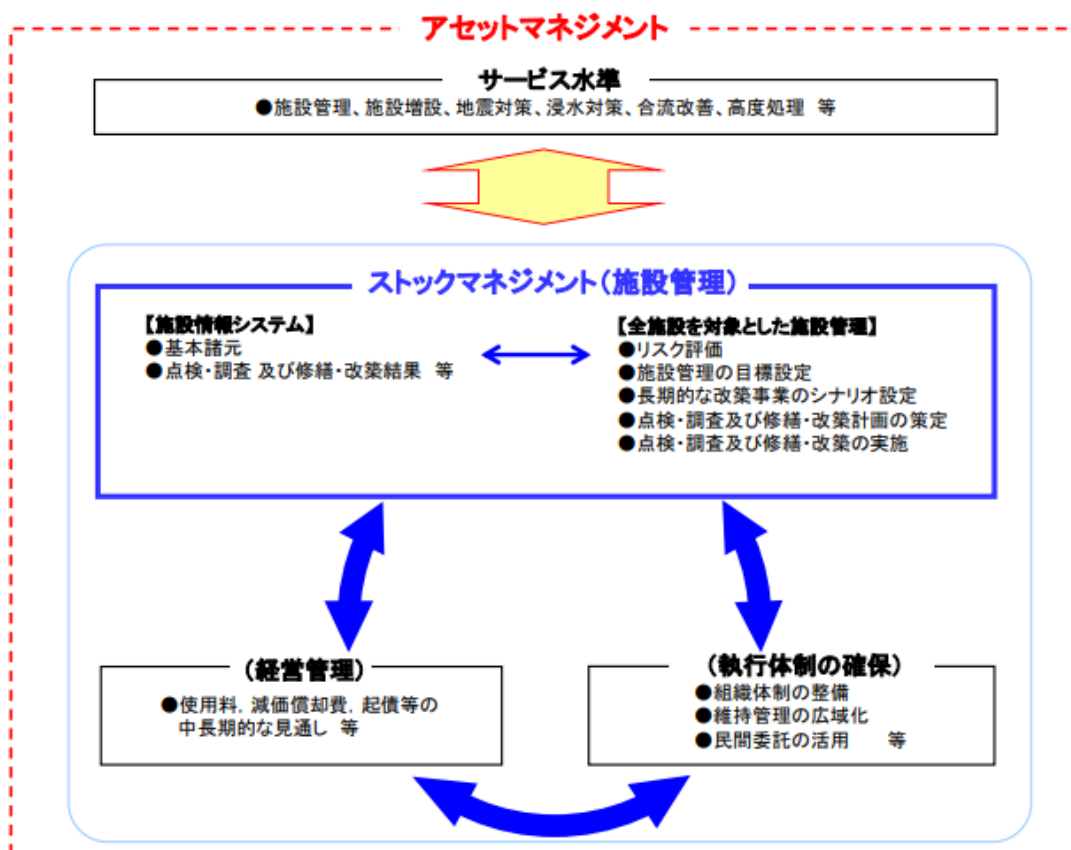 アセットマネジメント
サービス水準
●施設管理、施設増設、地震対策、浸水対策、合流改善、高度処理 等
ストックマネジメント(施設管理)
【施設情報システム】
●基本諸元
●点検・調査 及び修繕・改築結果 等
【全施設を対象とした施設管理】
●リスク評価
●施設管理の目標設定
●長期的な改築事業のシナリオ設定
●点検・調査及び修繕・改築計画の策定
●点検・調査及び修繕・改築の実施
(経営管理)
●使用料, 減価償却費, 起債等の
中長期的な見通し 等
(執行体制の確保)
●組織体制の整備
●維持管理の広域化
●民間委託の活用 等